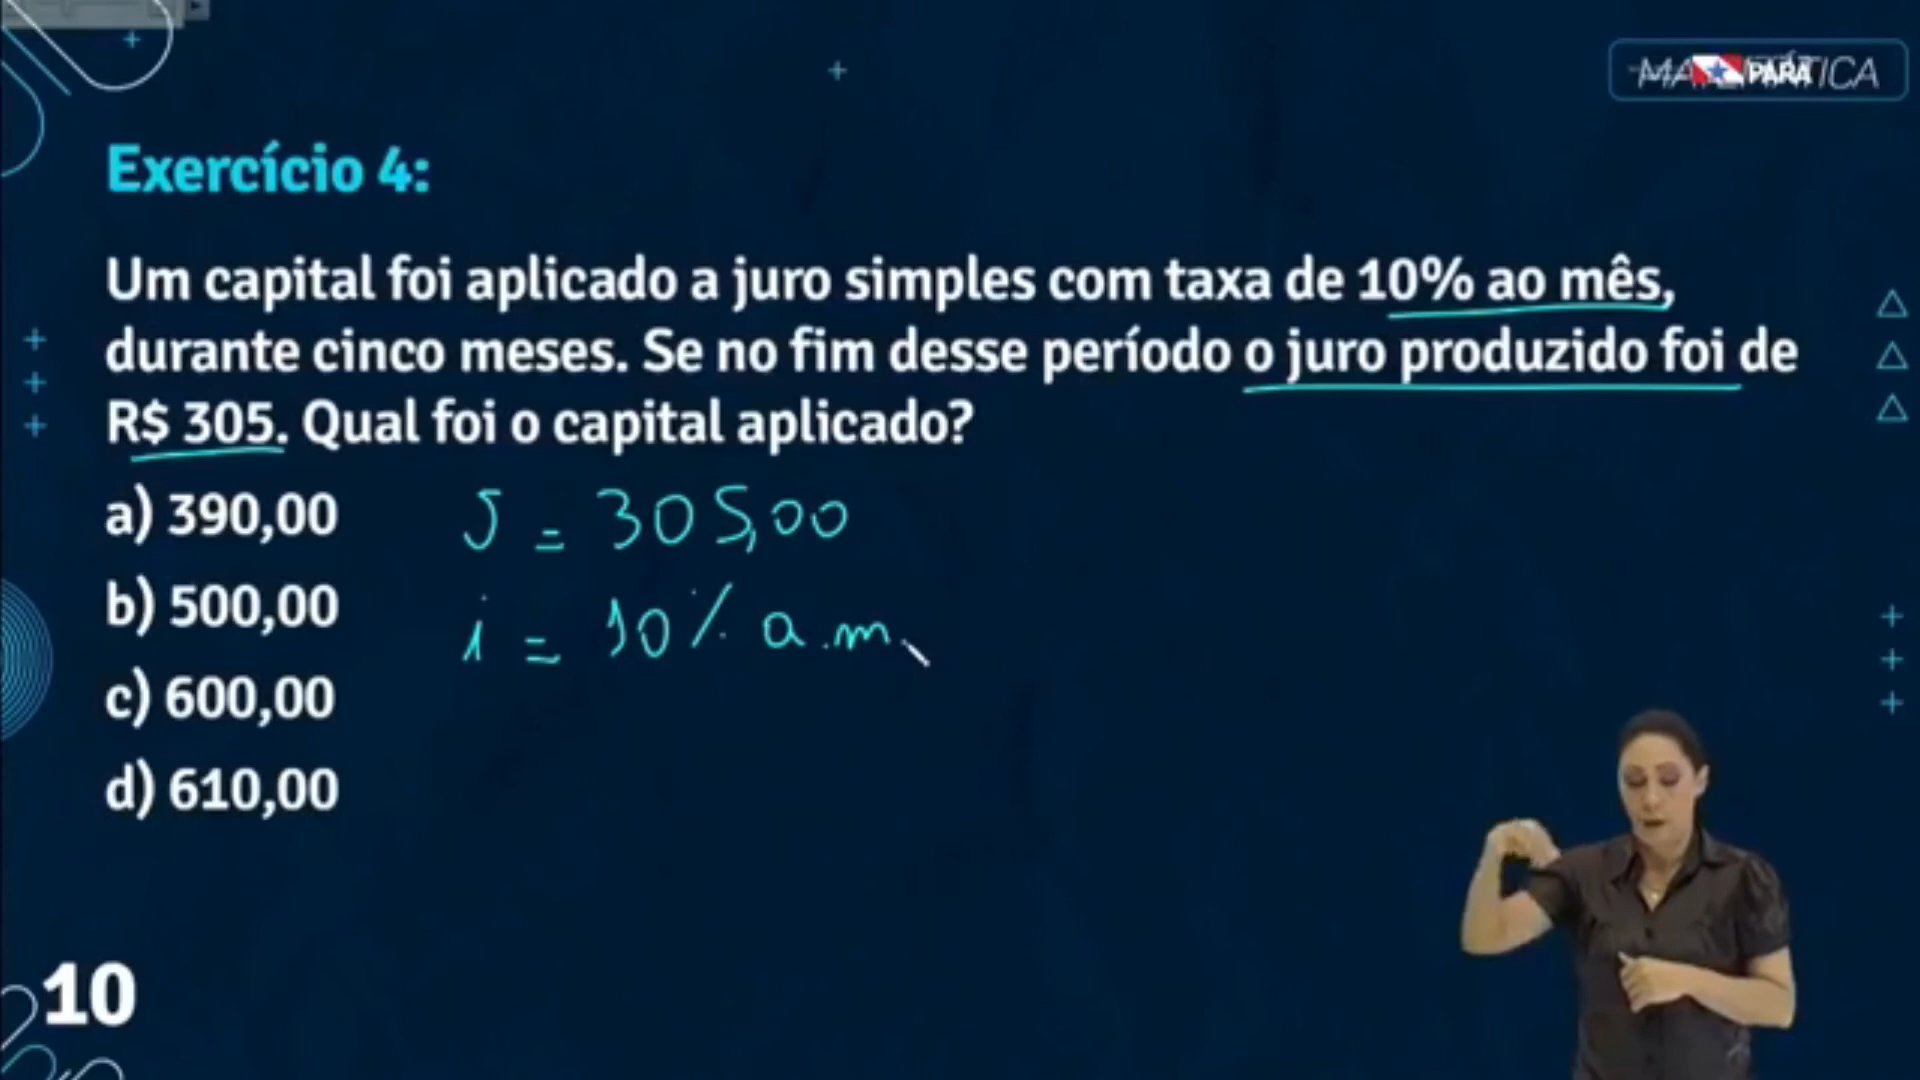 MATEMÁTICA
PARÁ
Exercício 4:
Um capital foi aplicado a juro simples com taxa de 10% ao mês,
durante cinco meses. Se no fim desse período o juro produzido foi de
R$ 305. Qual foi o capital aplicado?
a) 390,00
J = 305,00
b) 500,00
i = 10% a.m.
c) 600,00
d) 610,00
10